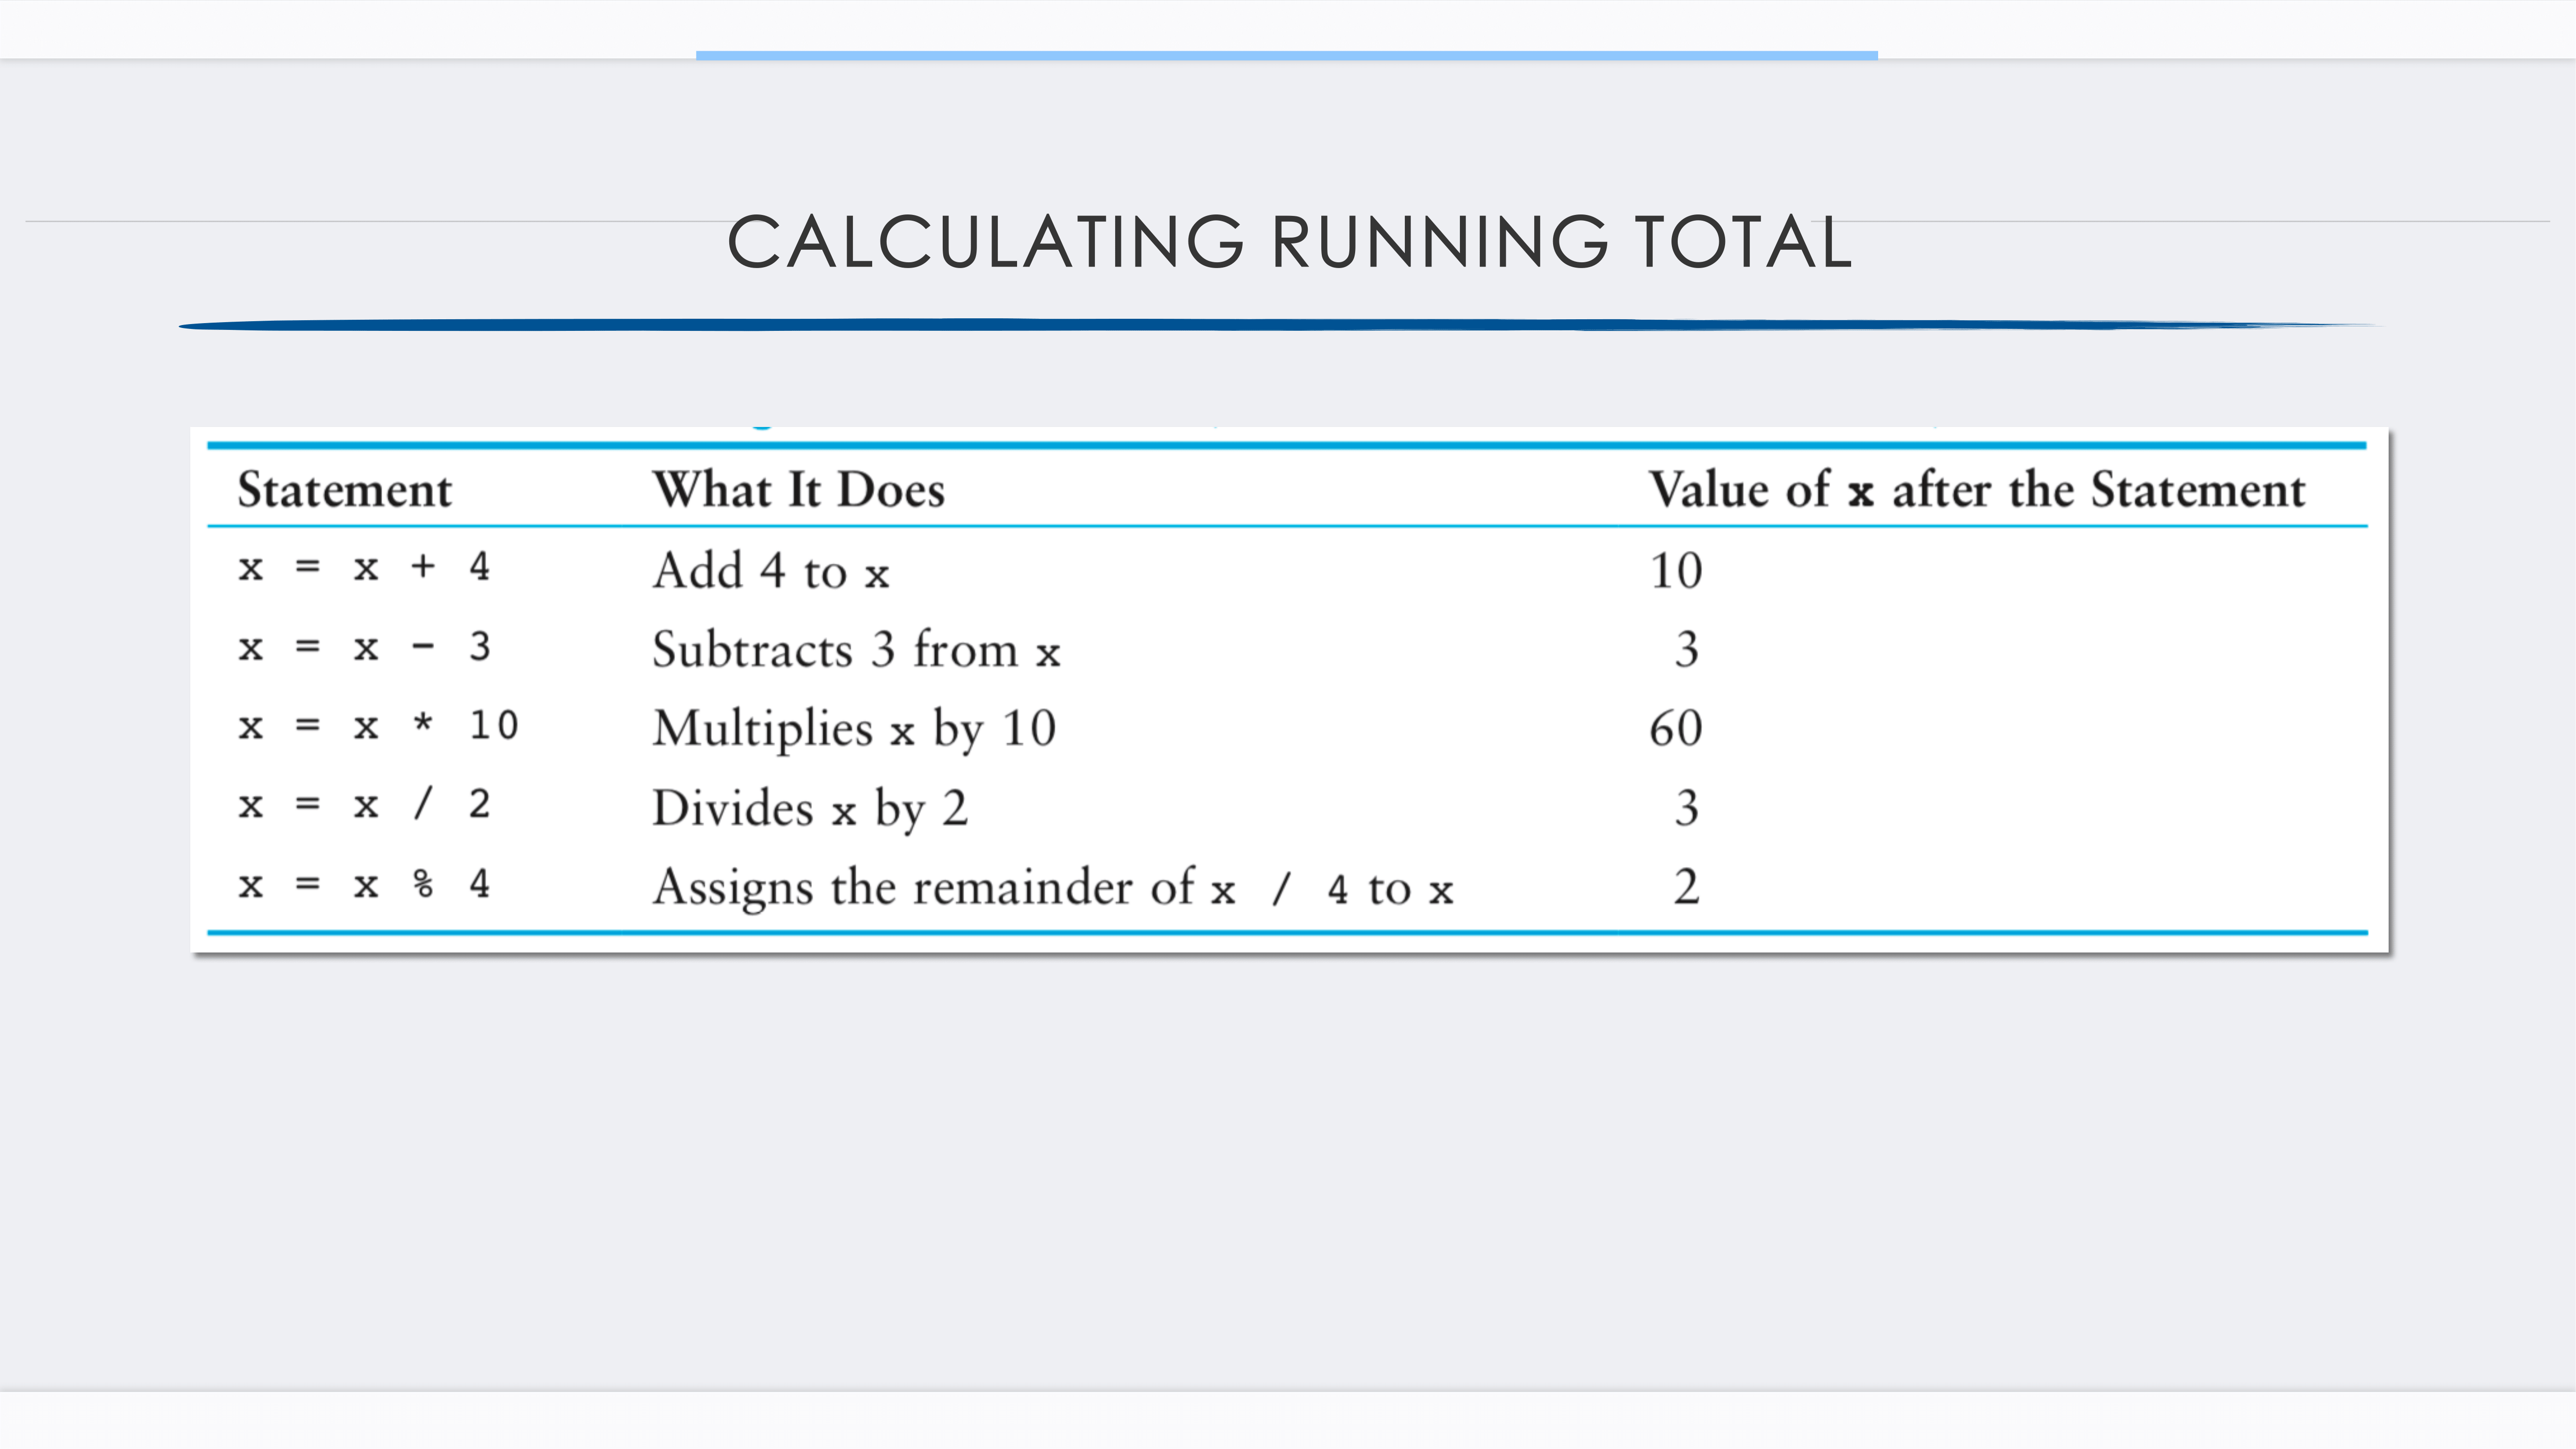 CALCULATING RUNNING TOTAL
Statement What It Does Value of x after the Statement
x = x + 4 Add 4 to x 10
x = x - 3 Subtracts 3 from x 3
x = x * 10 Multiplies x by 10 60
x = x / 2 Divides x by 2 3
x = x % 4 Assigns the remainder of x / 4 to x 2